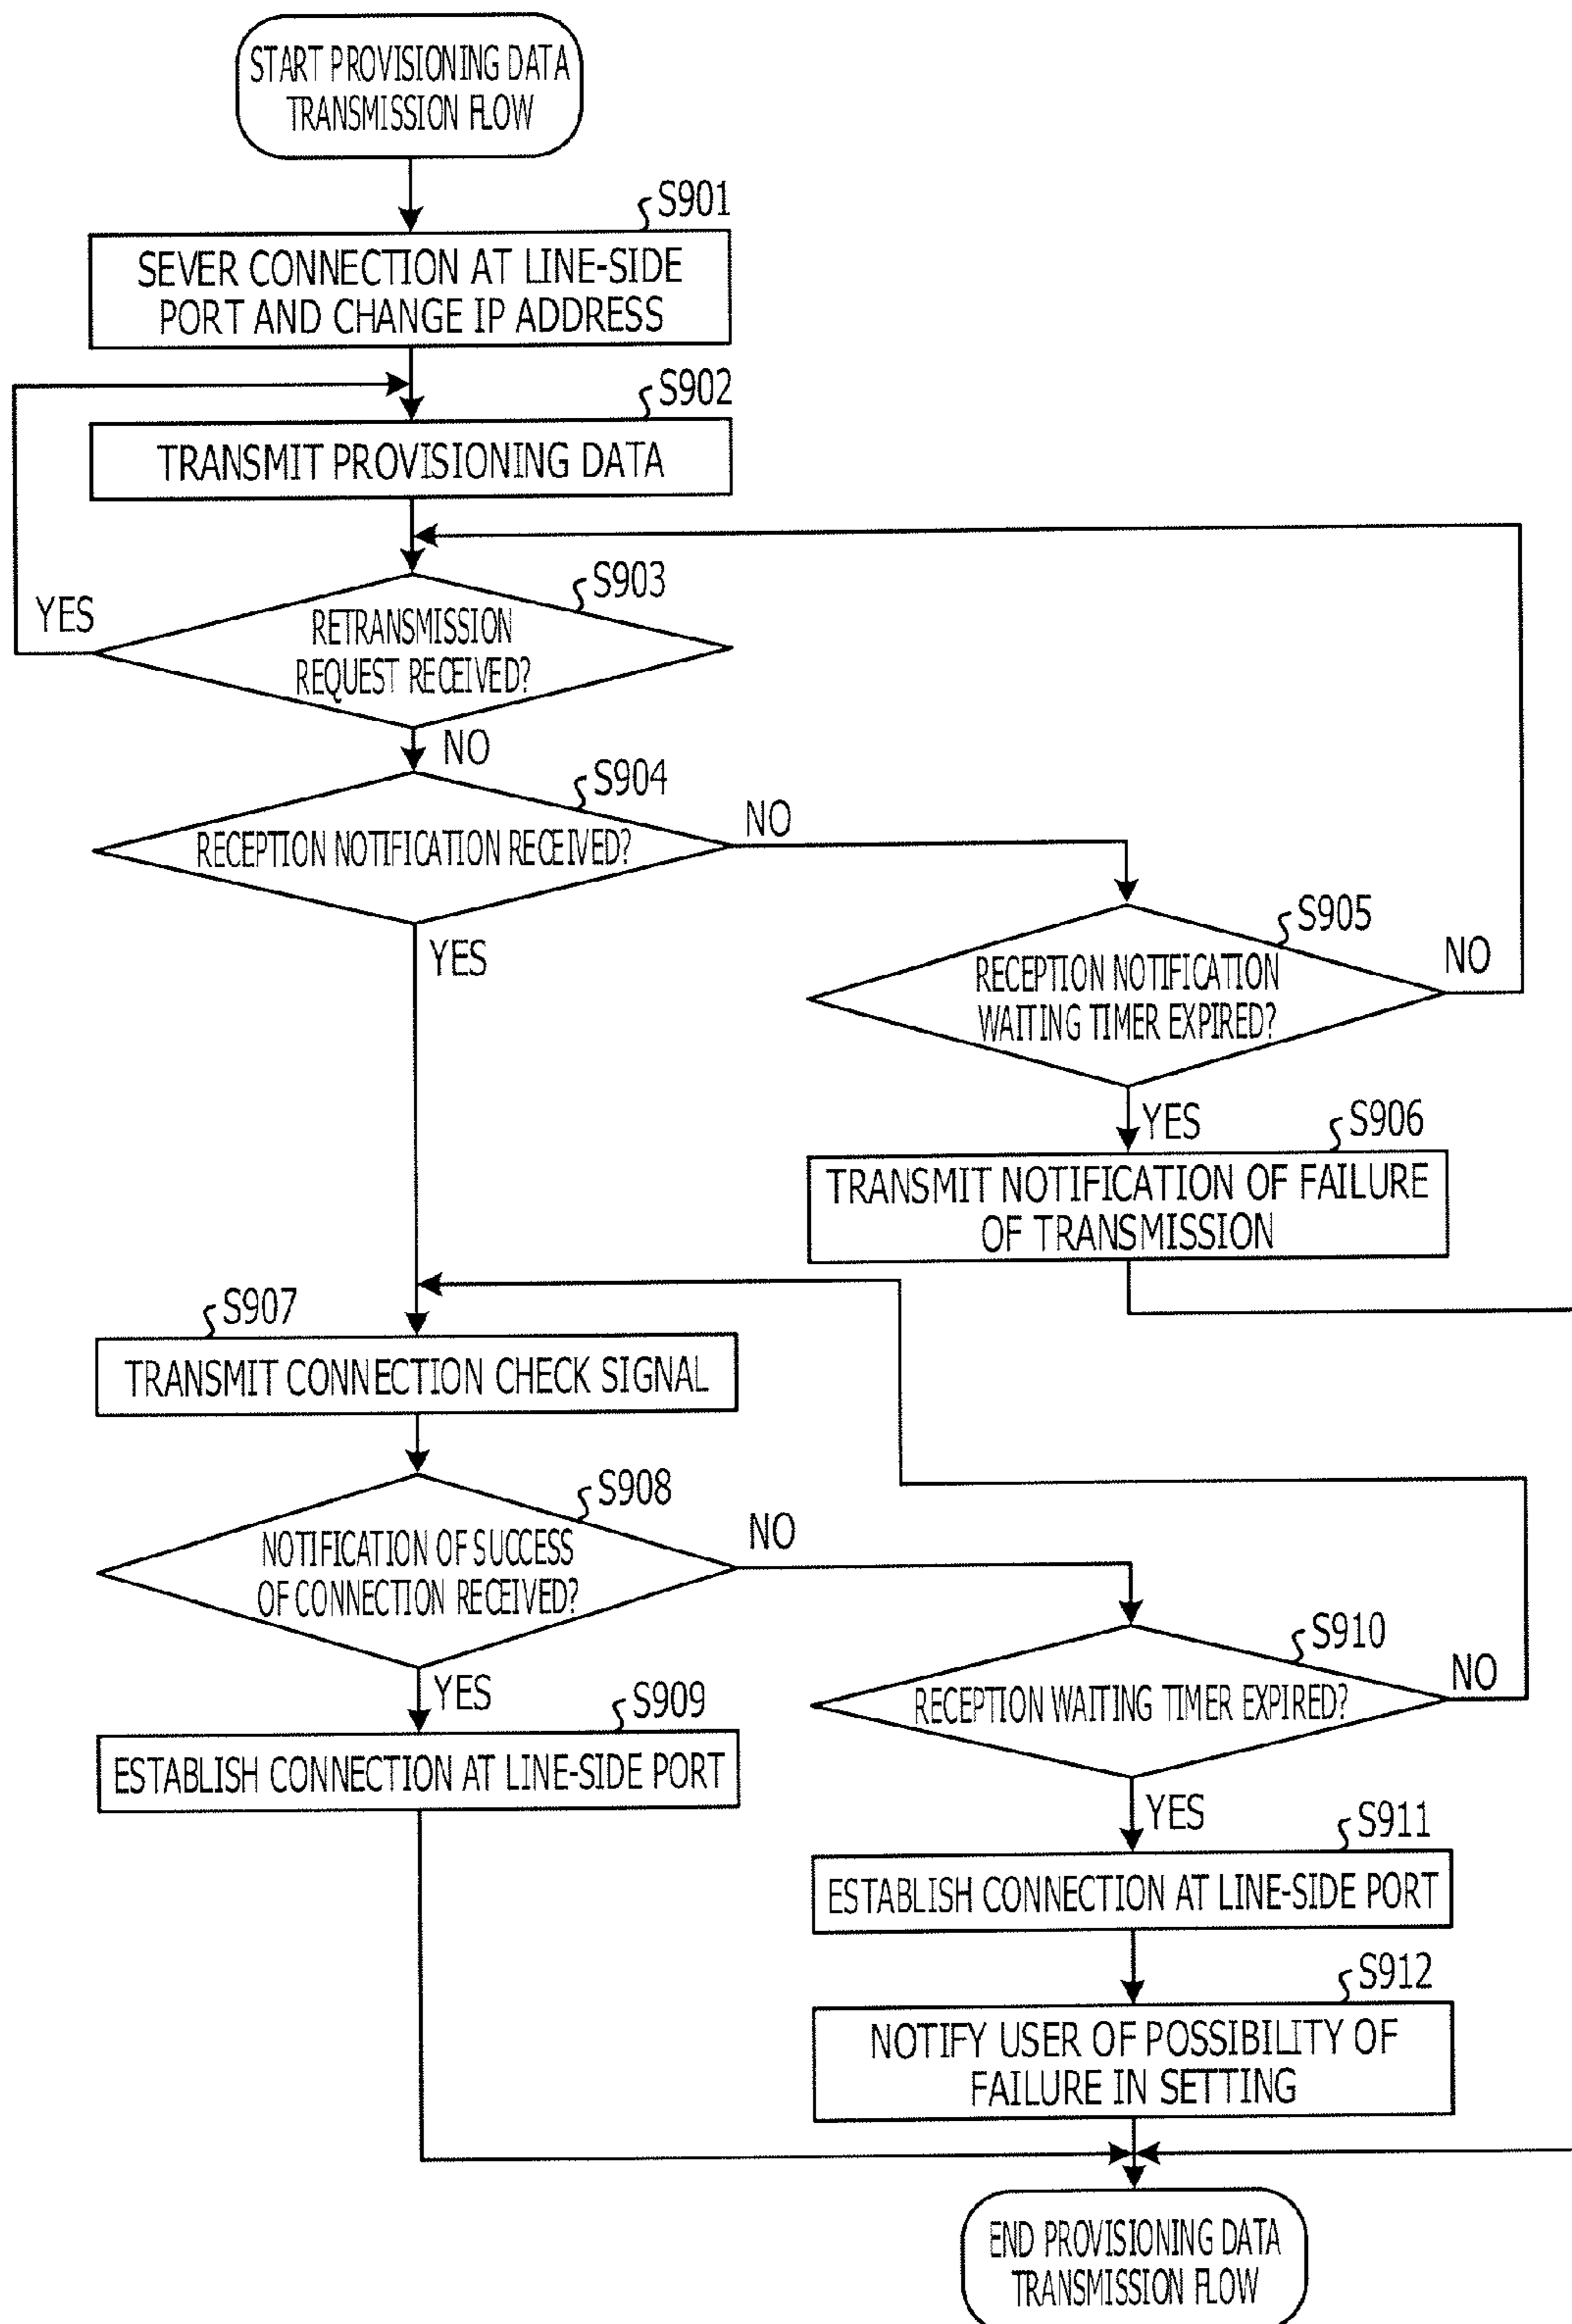 START PROVISIONING DATA
TRANSMISSION FLOW
S901
SEVER CONNECTION AT LINE-SIDE
PORT AND CHANGE IP ADDRESS
S902
TRANSMIT PROVISIONING DATA
S903
YES
RETRANSMISSION
REQUEST RECEIVED?
NO
S904
NO
RECEPTION NOTIFICATION RECEIVED?
YES
S905
NO
RECEPTION NOTIFICATION
WAITING TIMER EXPIRED?
YES
S906
TRANSMIT NOTIFICATION OF FAILURE
OF TRANSMISSION
S907
TRANSMIT CONNECTION CHECK SIGNAL
S908
NO
NOTIFICATION OF SUCCESS
OF CONNECTION RECEIVED?
YES
S909
ESTABLISH CONNECTION AT LINE-SIDE PORT
S910
NO
RECEPTION WAITING TIMER EXPIRED?
YES
S911
ESTABLISH CONNECTION AT LINE-SIDE PORT
S912
NOTIFY USER OF POSSIBILITY OF
FAILURE IN SETTING
END PROVISIONING DATA
TRANSMISSION FLOW